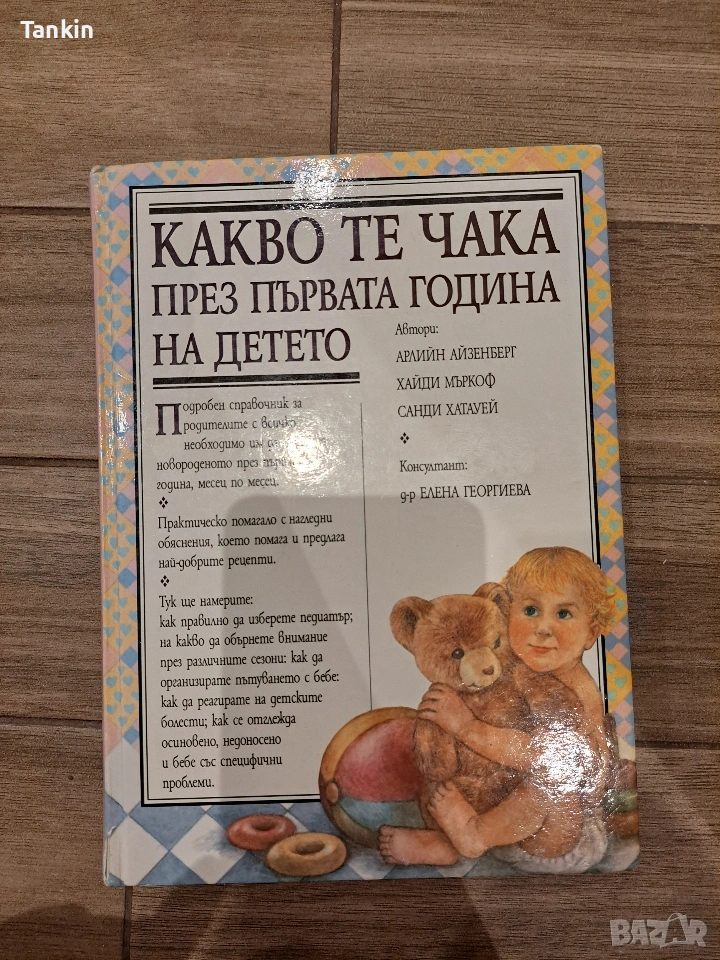 Tankin
КАКВО ТЕ ЧАКА
ПРЕЗ ПЪРВАТА ГОДИНА
НА ДЕТЕТО
Автори:
АРЛИЙН АЙЗЕНБЕРГ
ХАЙДИ МЪРКОФ
САНДИ ХАТАУЕЙ
Консултант:
д-р ЕЛЕНА ГЕОРГИЕВА
Подробен справочник за
родителите с всичко
необходимо им
новороденото през
година, месец по месец.
Практическо помагало с нагледни
обяснения, което помага и предлага
най-добрите рецепти.
Тук ще намерите:
как правилно да изберете педиатър;
на какво да обърнете внимание
през различните сезони: как да
организирате пътуването с бебе:
как да реагирате на детските
болести; как се отглежда
осиновено, недоносено
и бебе със специфични
проблеми.
BAZAR